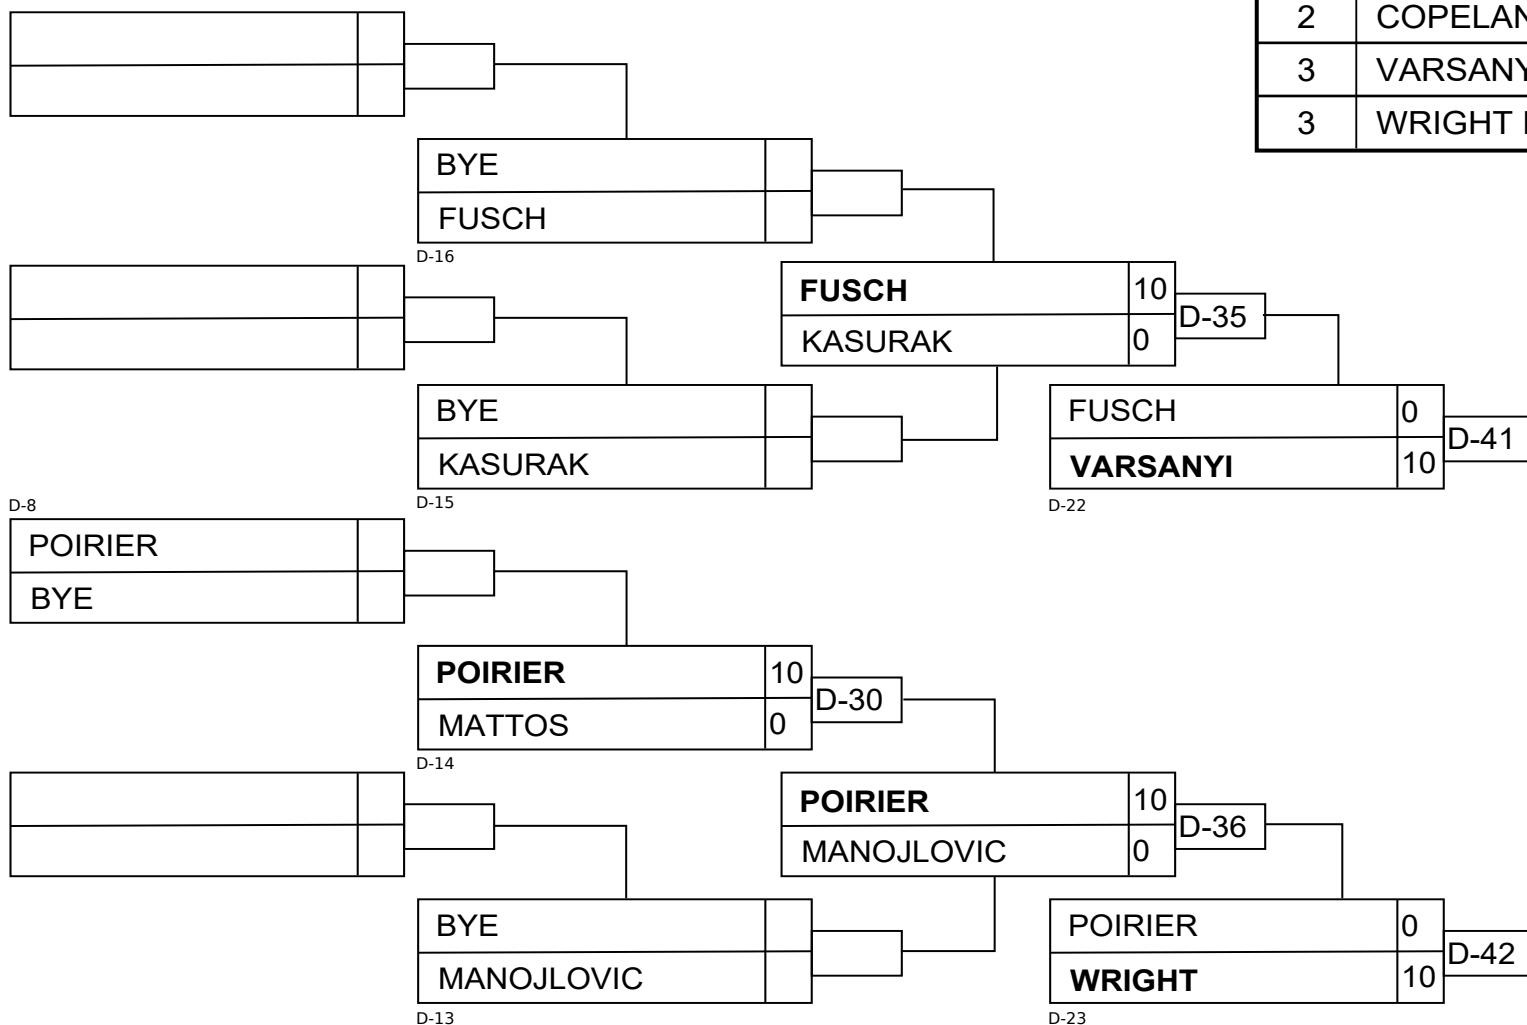 2 COPELAN
3 VARSANY
3 WRIGHT
BYE
FUSCH
D-16
FUSCH 10
KASURAK 0
D-35
BYE
KASURAK
D-15
FUSCH 0
VARSANYI 10
D-41
D-22
D-8
POIRIER
BYE
POIRIER 10
MATTOS 0
D-30
D-14
POIRIER 10
MANOJLOVIC 0
D-36
BYE
MANOJLOVIC
D-13
POIRIER 0
WRIGHT 10
D-42
D-23